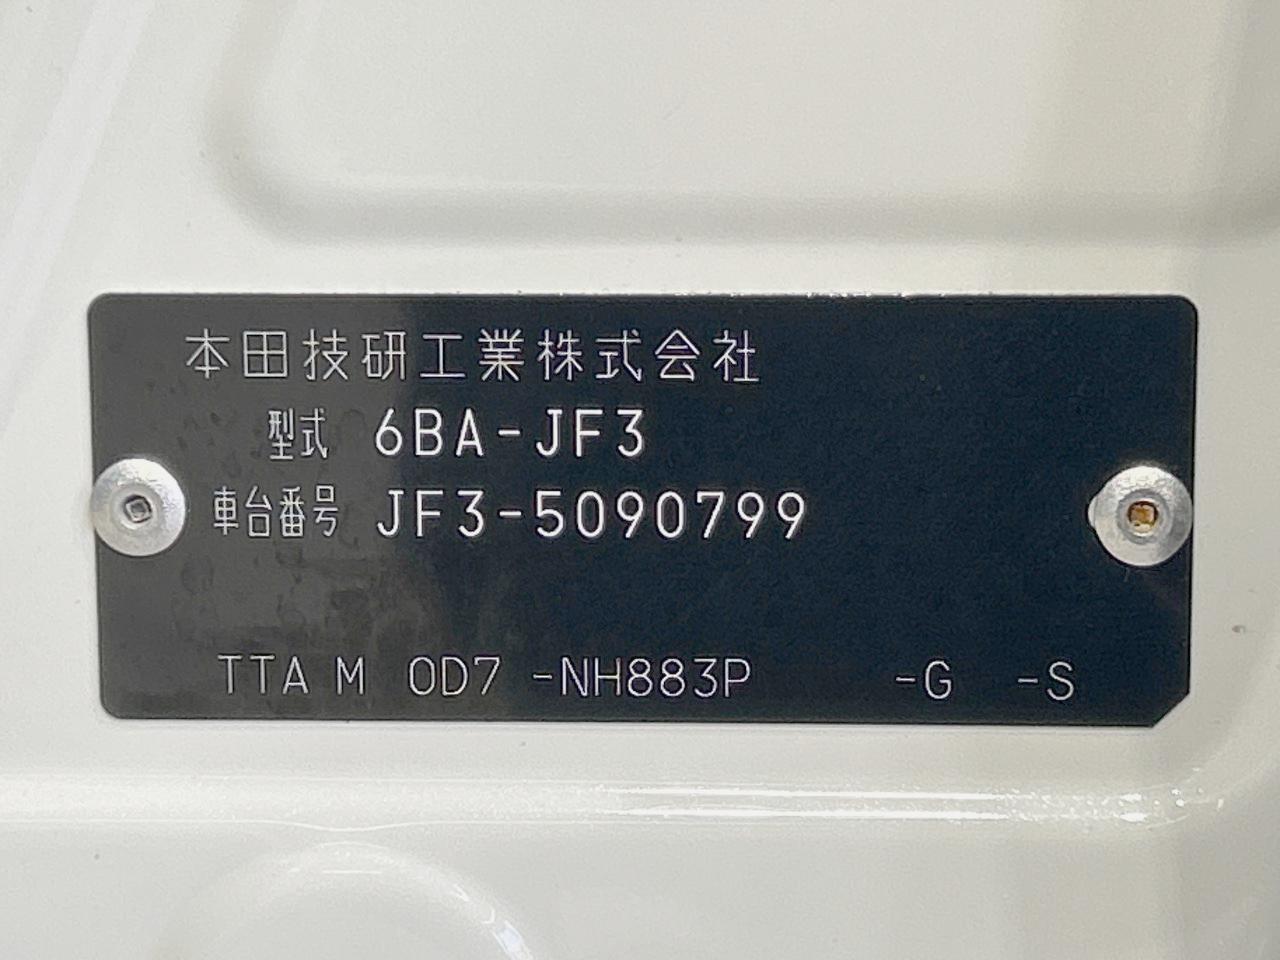 本田技研工業株式会社
型式 6BA-JF3
車台番号 JF3-5090799
TTA M 0D7 -NH883P -G -S